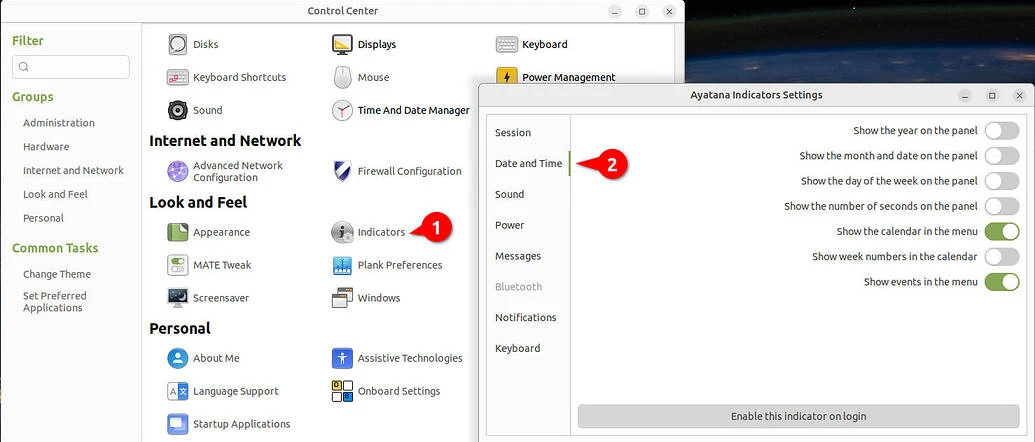 Control Center
Filter
Groups
Administration
Hardware
Internet and Network
Look and Feel
Personal
Common Tasks
Change Theme
Set Preferred
Applications
Disks
Displays
Keyboard
Keyboard Shortcuts
Mouse
Power Management
Sound
Time And Date Manager
Internet and Network
Advanced Network
Configuration
Firewall Configuration
Look and Feel
Appearance
Indicators
1
MATE Tweak
Plank Preferences
Screensaver
Windows
Personal
About Me
Assistive Technologies
Language Support
Onboard Settings
Startup Applications
Ayatana Indicators Settings
Session
Date and Time
2
Sound
Power
Messages
Bluetooth
Notifications
Keyboard
Show the year on the panel
Show the month and date on the panel
Show the day of the week on the panel
Show the number of seconds on the panel
Show the calendar in the menu
Show week numbers in the calendar
Show events in the menu
Enable this indicator on login